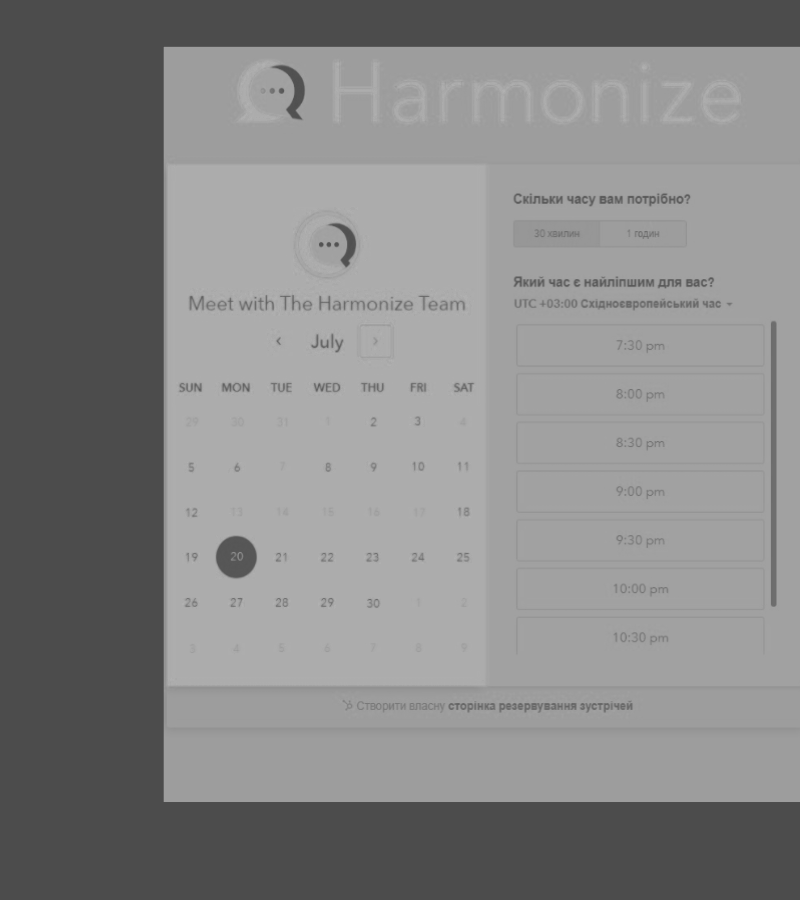 Harmonize
Meet with The Harmonize Team
‹ July ›
SUN MON TUE WED THU FRI SAT
29 30 31 1 2 3 4
5 6 7 8 9 10 11
12 13 14 15 16 17 18
19 20 21 22 23 24 25
26 27 28 29 30 1 2
3 4 5 6 7 8 9
Скільки часу вам потрібно?
30 хвилин 1 годин
Який час є найліпшим для вас?
UTC +03:00 Східноєвропейський час
7:30 pm
8:00 pm
8:30 pm
9:00 pm
9:30 pm
10:00 pm
10:30 pm
Створити власну сторінка резервування зустрічей